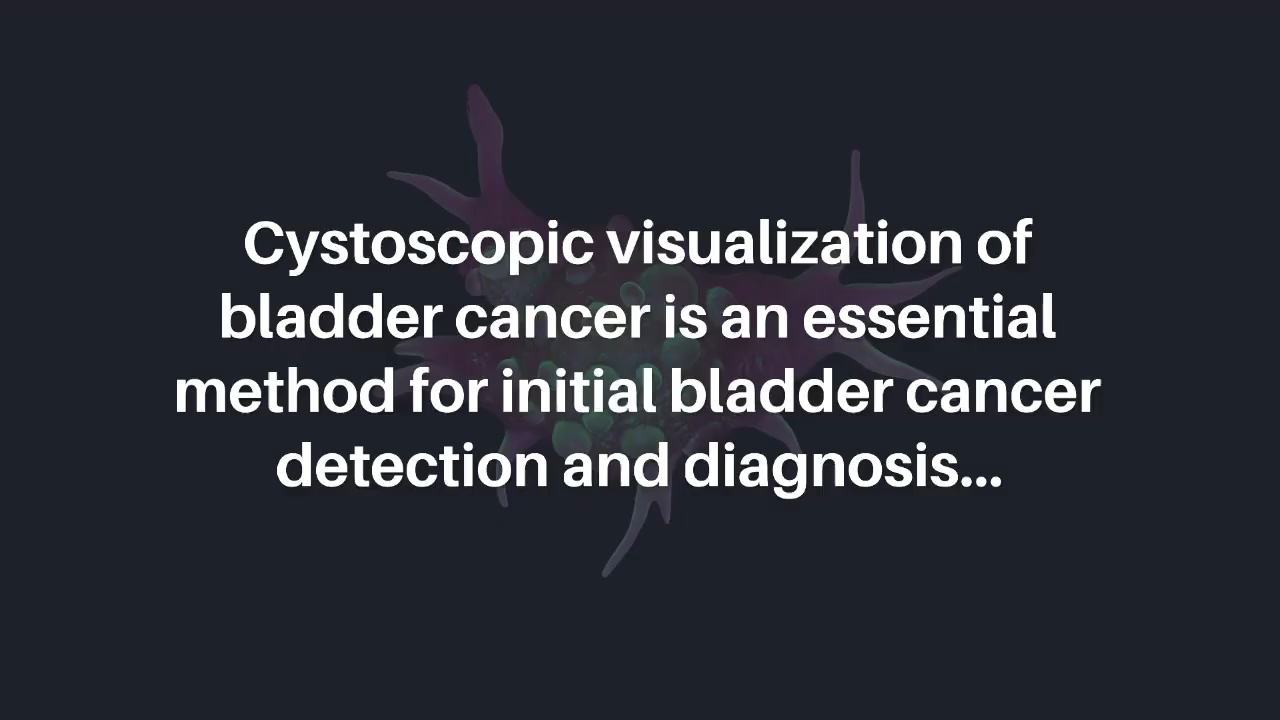 Cystoscopic visualization of
bladder cancer is an essential
method for initial bladder cancer
detection and diagnosis...